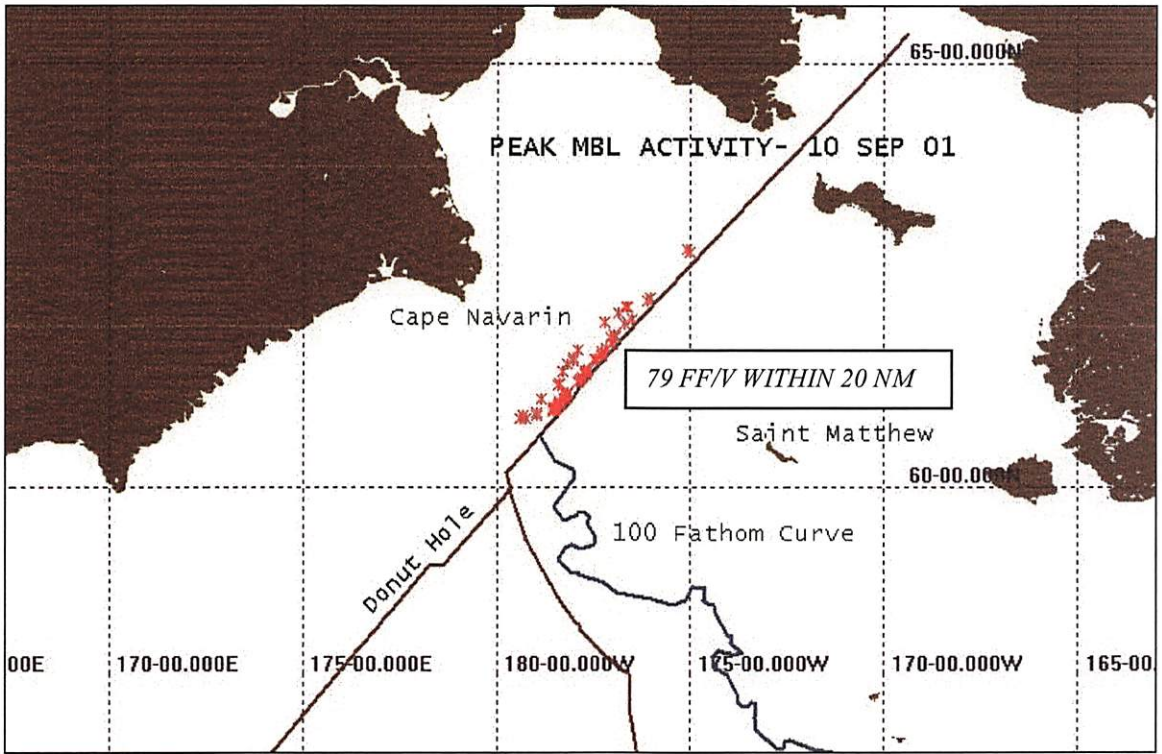 65-00.000N
PEAK MBL ACTIVITY- 10 SEP 01
Cape Navarin
79 FF/V WITHIN 20 NM
Saint Matthew
60-00.000N
100 Fathom Curve
Donut Hole
00E
170-00.000E
175-00.000E
180-00.000W
175-00.000W
170-00.000W
165-00.